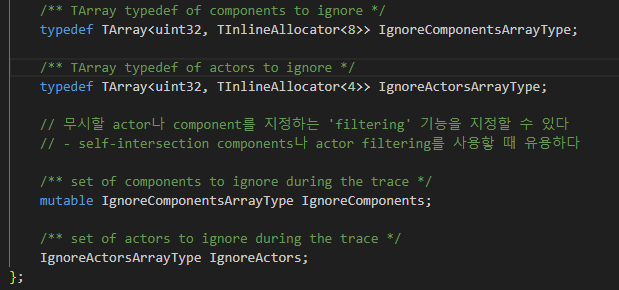 /** TArray typedef of components to ignore */
typedef TArray<uint32, TInlineAllocator<8>> IgnoreComponentsArrayType;
/** TArray typedef of actors to ignore */
typedef TArray<uint32, TInlineAllocator<4>> IgnoreActorsArrayType;
// 무시할 actor나 component를 지정하는 'filtering' 기능을 지정할 수 있다
// - self-intersection components나 actor filtering를 사용할 때 유용하다
/** set of components to ignore during the trace */
mutable IgnoreComponentsArrayType IgnoreComponents;
/** set of actors to ignore during the trace */
IgnoreActorsArrayType IgnoreActors;
};